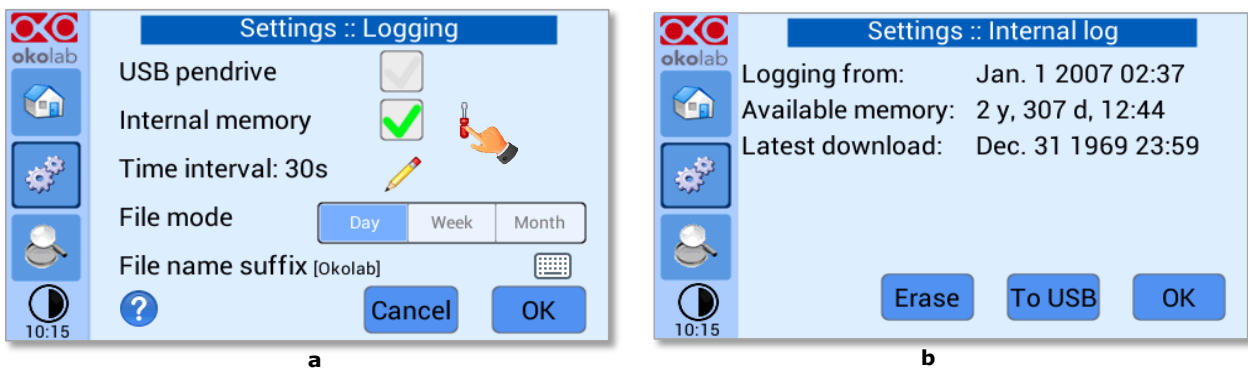 okolab
Settings :: Logging
USB pendrive
Internal memory
Time interval: 30s
File mode
Day
Week
Month
File name suffix [Okolab]
?
Cancel
OK
10:15
a
okolab
Settings :: Internal log
Logging from: Jan. 1 2007 02:37
Available memory: 2 y, 307 d, 12:44
Latest download: Dec. 31 1969 23:59
Erase
To USB
OK
10:15
b